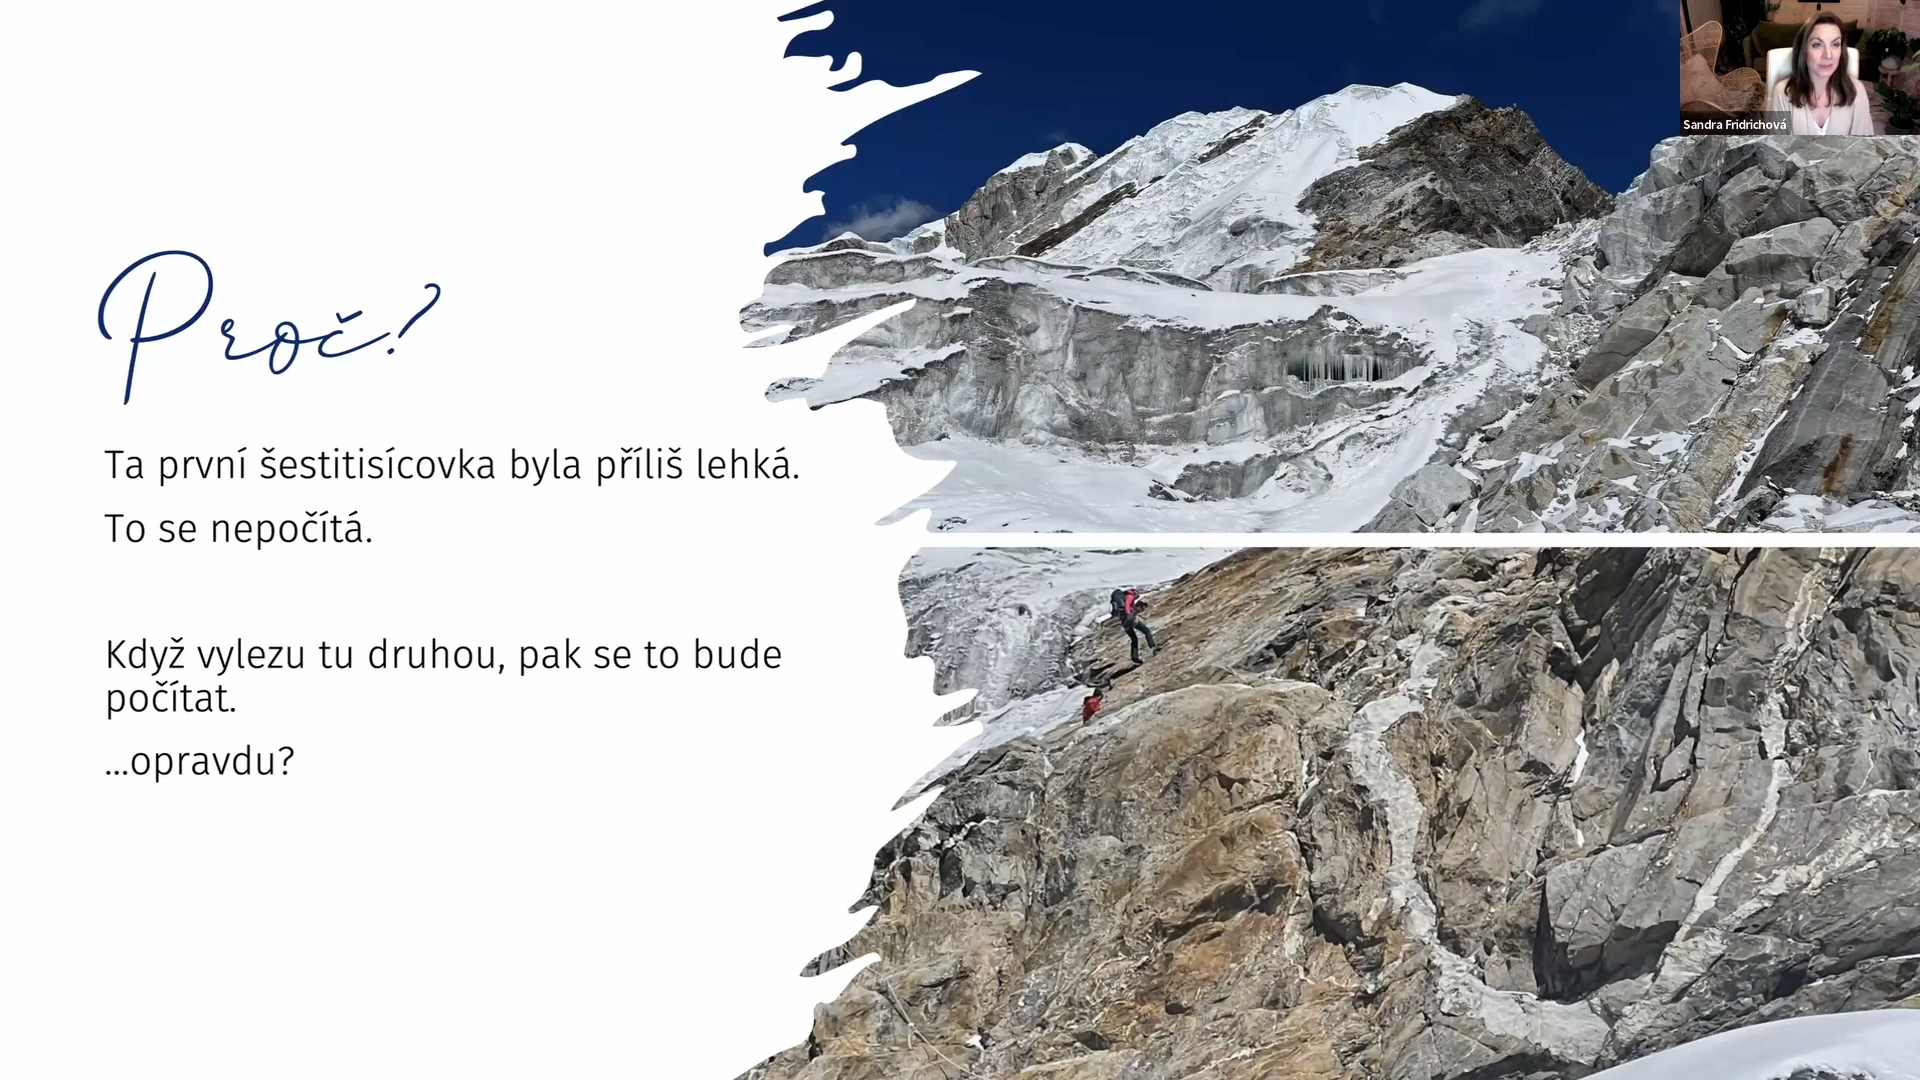 Sandra Fridrichová
Proč?
Ta první šestitisícovka byla příliš lehká.
To se nepočítá.
Když vylezu tu druhou, pak se to bude
počítat.
...opravdu?